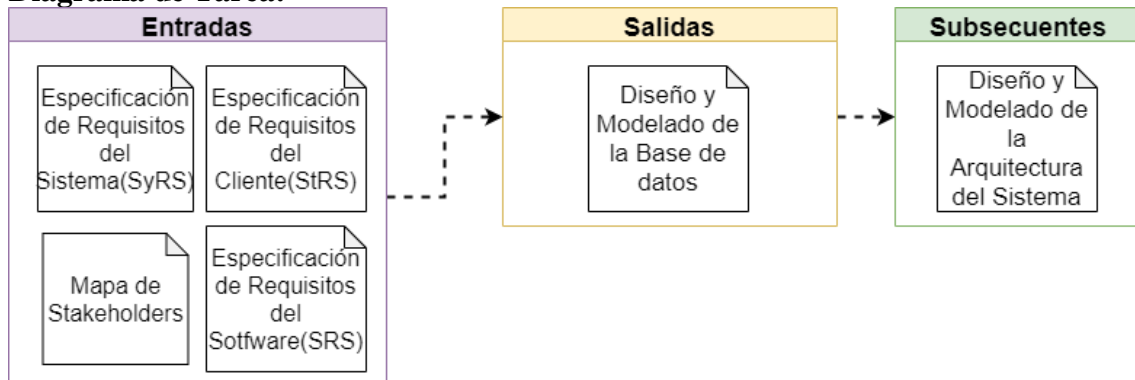 Diagrama de Tarea:
Entradas
Especificación
de Requisitos
del
Sistema(SyRS)
Especificación
de Requisitos
del
Cliente(StRS)
Mapa de
Stakeholders
Especificación
de Requisitos
del
Sotfware(SRS)
Salidas
Diseño y
Modelado de
la Base de
datos
Subsecuentes
Diseño y
Modelado de
la
Arquitectura
del Sistema